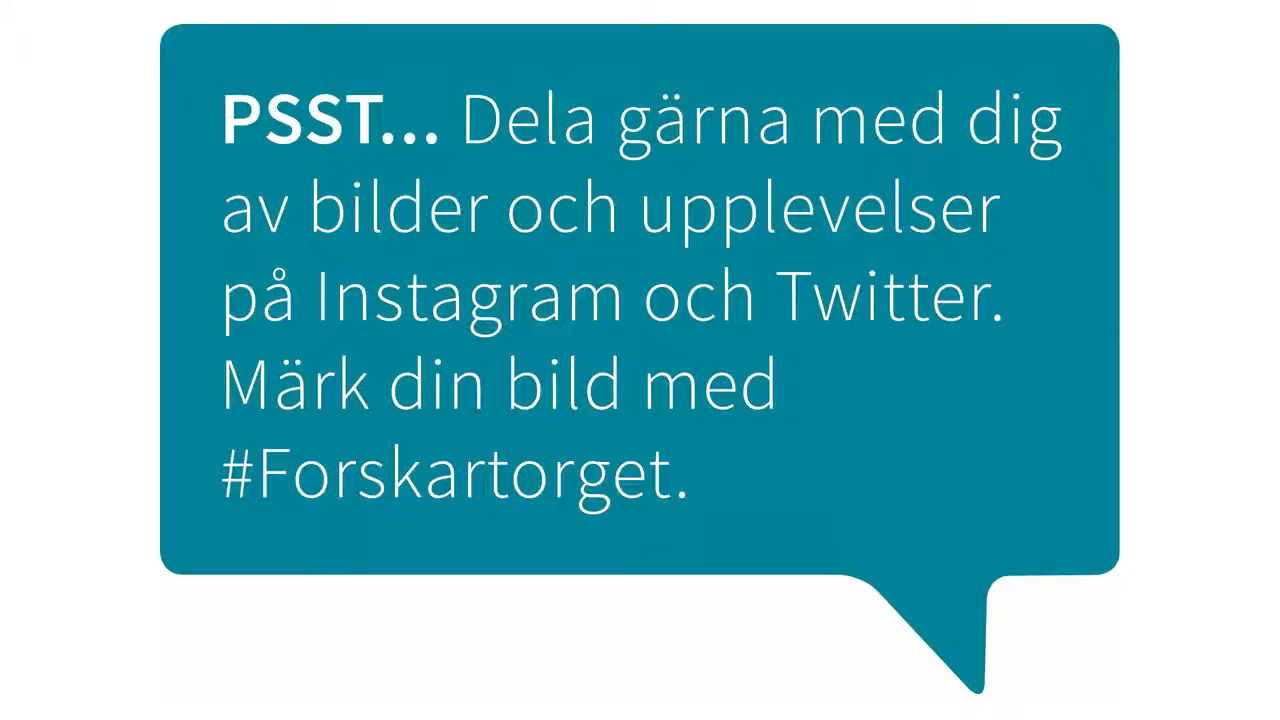 PSST... Dela gärna med dig
av bilder och upplevelser
på Instagram och Twitter.
Märk din bild med
#Forskartorget.